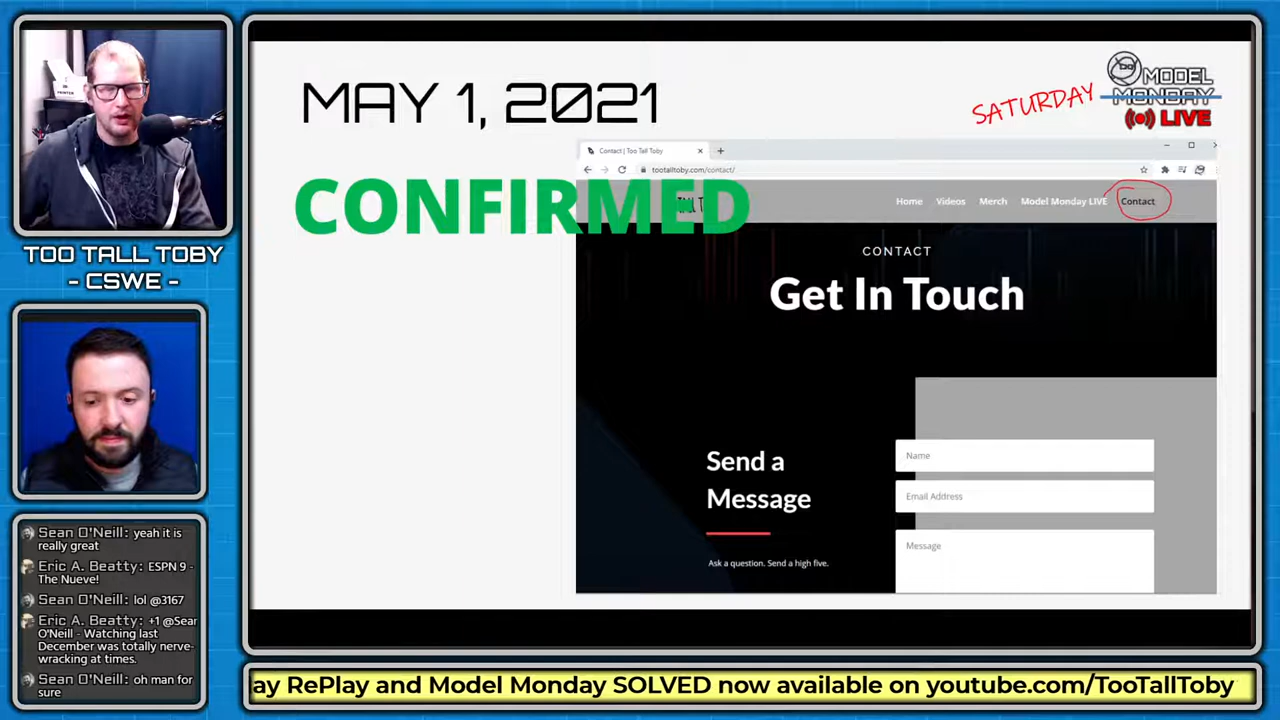 MAY 1, 2021
SATURDAY
MODEL
MONDAY
LIVE
Contact | Too Tall Toby
tootalltoby.com/contact/
CONFIRMED
Home Videos Merch Model Monday LIVE Contact
CONTACT
Get In Touch
Send a
Message
Ask a question. Send a high five.
Name
Email Address
Message
TOO TALL TOBY
- CSWE -
Sean O'Neill: yeah it is
really great
Eric A. Beatty: ESPN 9 -
The Nueve!
Sean O'Neill: lol @3167
Eric A. Beatty: +1 @Sean
O'Neill - Watching last
December was totally nerve-
wracking at times.
Sean O'Neill: oh man for
sure
ay RePlay and Model Monday SOLVED now available on youtube.com/TooTallToby